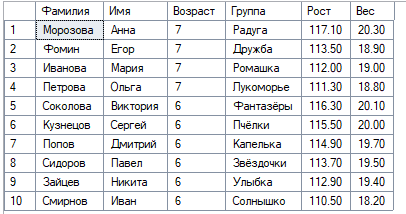 Фамилия Имя Возраст Группа Рост Вес
1 Морозова Анна 7 Радуга 117.10 20.30
2 Фомин Егор 7 Дружба 113.50 18.90
3 Иванова Мария 7 Ромашка 112.00 19.00
4 Петрова Ольга 7 Лукоморье 111.30 18.80
5 Соколова Виктория 6 Фантазёры 116.30 20.10
6 Кузнецов Сергей 6 Пчёлки 115.50 20.00
7 Попов Дмитрий 6 Капелька 114.90 19.70
8 Сидоров Павел 6 Звёздочки 113.70 19.50
9 Зайцев Никита 6 Улыбка 112.90 19.40
10 Смирнов Иван 6 Солнышко 110.50 18.20